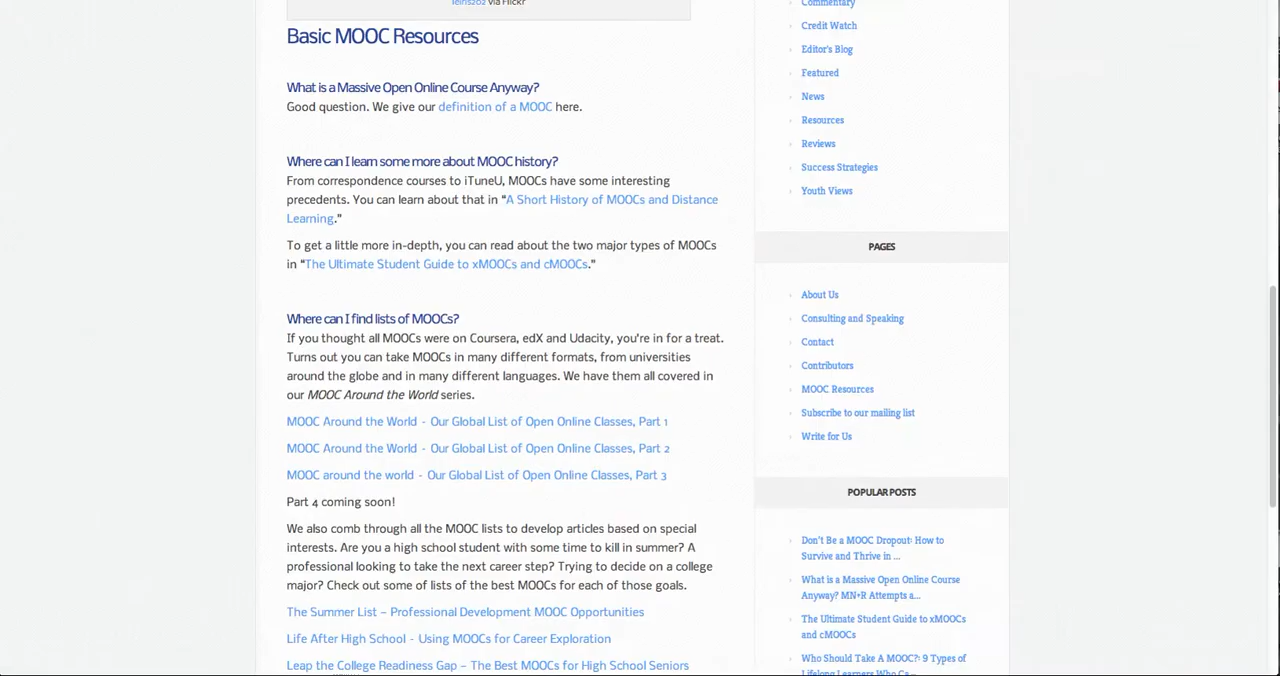 leins202 via Flickr
Basic MOOC Resources
What is a Massive Open Online Course Anyway?
Good question. We give our definition of a MOOC here.
Where can I learn some more about MOOC history?
From correspondence courses to iTuneU, MOOCs have some interesting
precedents. You can learn about that in “A Short History of MOOCs and Distance
Learning.”
To get a little more in-depth, you can read about the two major types of MOOCs
in “The Ultimate Student Guide to xMOOCs and cMOOCs.”
Where can I find lists of MOOCs?
If you thought all MOOCs were on Coursera, edX and Udacity, you're in for a treat.
Turns out you can take MOOCs in many different formats, from universities
around the globe and in many different languages. We have them all covered in
our MOOC Around the World series.
MOOC Around the World - Our Global List of Open Online Classes, Part 1
MOOC Around the World - Our Global List of Open Online Classes, Part 2
MOOC around the world - Our Global List of Open Online Classes, Part 3
Part 4 coming soon!
We also comb through all the MOOC lists to develop articles based on special
interests. Are you a high school student with some time to kill in summer? A
professional looking to take the next career step? Trying to decide on a college
major? Check out some of lists of the best MOOCs for each of those goals.
The Summer List – Professional Development MOOC Opportunities
Life After High School - Using MOOCs for Career Exploration
Leap the College Readiness Gap – The Best MOOCs for High School Seniors
Commentary
Credit Watch
Editor's Blog
Featured
News
Resources
Reviews
Success Strategies
Youth Views
PAGES
About Us
Consulting and Speaking
Contact
Contributors
MOOC Resources
Subscribe to our mailing list
Write for Us
POPULAR POSTS
Don't Be a MOOC Dropout: How to
Survive and Thrive in ...
What is a Massive Open Online Course
Anyway? MN+R Attempts a...
The Ultimate Student Guide to xMOOCs
and cMOOCs
Who Should Take A MOOC?: 9 Types of
Lifelong Learners Who Ca...